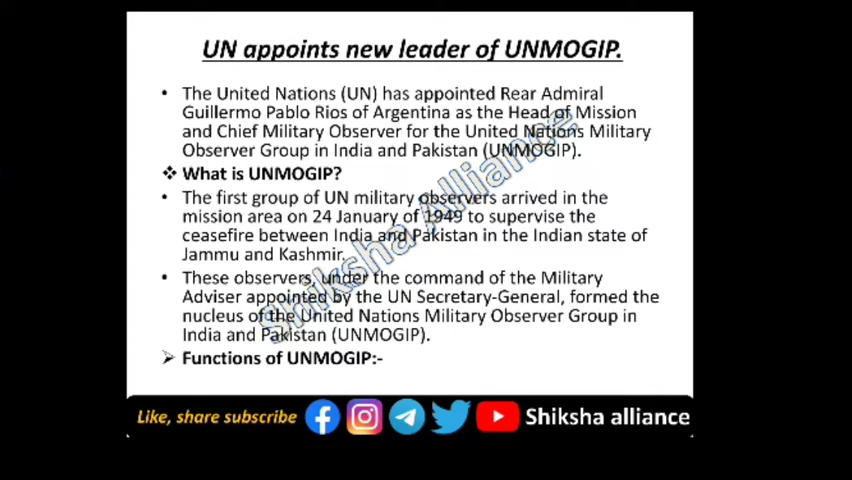 UN appoints new leader of UNMOGIP.
• The United Nations (UN) has appointed Rear Admiral
Guillermo Pablo Rios of Argentina as the Head of Mission
and Chief Military Observer for the United Nations Military
Observer Group in India and Pakistan (UNMOGIP).
❖ What is UNMOGIP?
• The first group of UN military observers arrived in the
mission area on 24 January of 1949 to supervise the
ceasefire between India and Pakistan in the Indian state of
Jammu and Kashmir.
• These observers, under the command of the Military
Adviser appointed by the UN Secretary-General, formed the
nucleus of the United Nations Military Observer Group in
India and Pakistan (UNMOGIP).
➢ Functions of UNMOGIP:-
Shiksha Alliance
Like, share subscribe Shiksha alliance